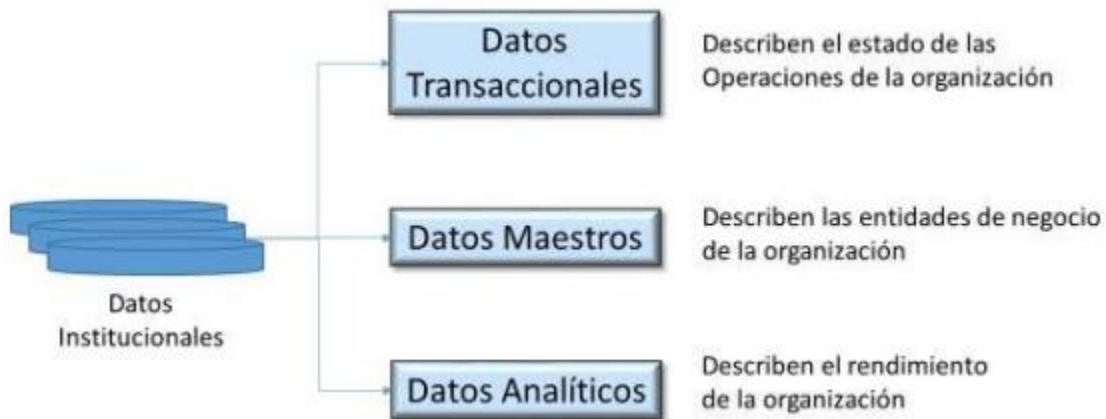 Datos
Transaccionales
Describen el estado de las
Operaciones de la organización
Datos
Institucionales
Datos Maestros
Describen las entidades de negocio
de la organización
Datos Analíticos
Describen el rendimiento
de la organización